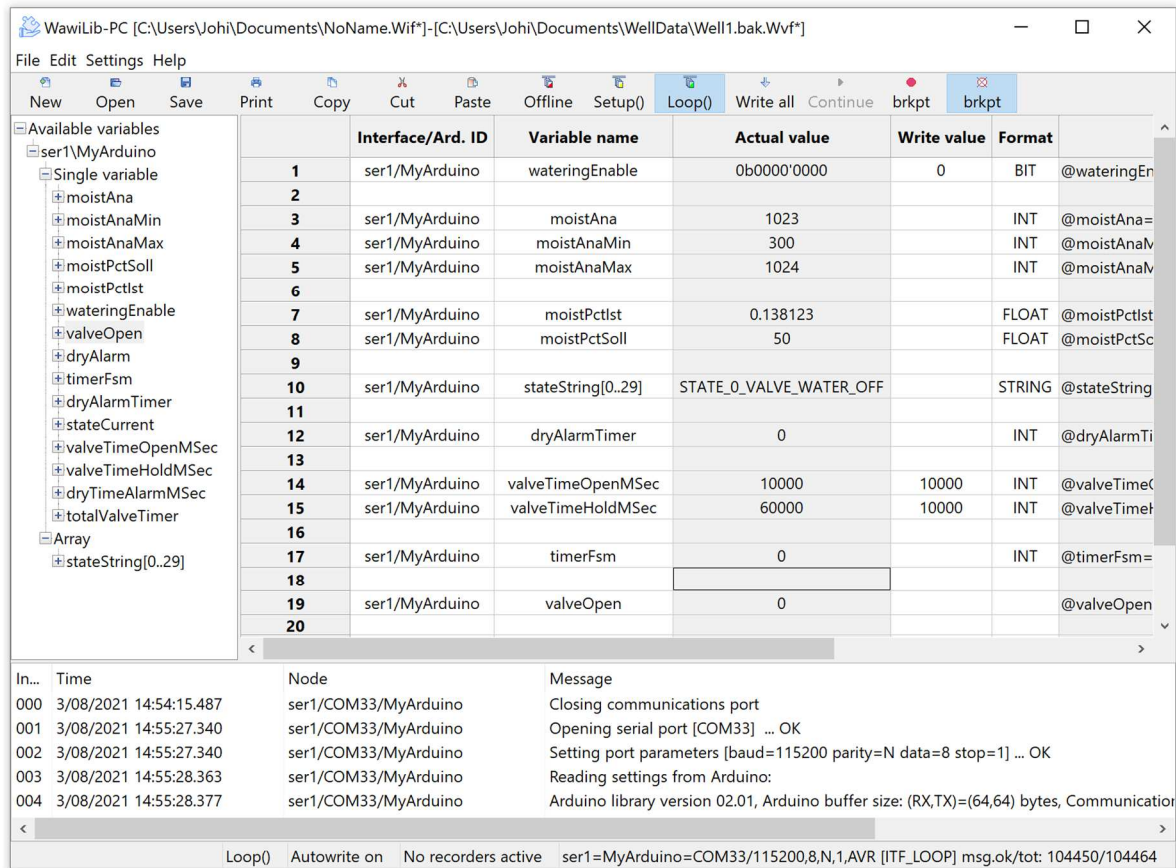 WawiLib-PC [C:\Users\Johi\Documents\NoName.Wif*]-[C:\Users\Johi\Documents\WellData\Well1.bak.Wvf*]
File Edit Settings Help
New Open Save Print Copy Cut Paste Offline Setup() Loop() Write all Continue brkpt brkpt
Available variables
ser1\MyArduino
Single variable
moistAna
moistAnaMin
moistAnaMax
moistPctSoll
moistPctIst
wateringEnable
valveOpen
dryAlarm
timerFsm
dryAlarmTimer
stateCurrent
valveTimeOpenMSec
valveTimeHoldMSec
dryTimeAlarmMSec
totalValveTimer
Array
stateString[0..29]
Interface/Ard. ID Variable name Actual value Write value Format
1 ser1/MyArduino wateringEnable 0b0000'0000 0 BIT @wateringEn
2
3 ser1/MyArduino moistAna 1023 INT @moistAna=
4 ser1/MyArduino moistAnaMin 300 INT @moistAnaM
5 ser1/MyArduino moistAnaMax 1024 INT @moistAnaM
6
7 ser1/MyArduino moistPctIst 0.138123 FLOAT @moistPctIst
8 ser1/MyArduino moistPctSoll 50 FLOAT @moistPctSo
9
10 ser1/MyArduino stateString[0..29] STATE_0_VALVE_WATER_OFF STRING @stateString
11
12 ser1/MyArduino dryAlarmTimer 0 INT @dryAlarmTi
13
14 ser1/MyArduino valveTimeOpenMSec 10000 10000 INT @valveTimeO
15 ser1/MyArduino valveTimeHoldMSec 60000 10000 INT @valveTimeH
16
17 ser1/MyArduino timerFsm 0 INT @timerFsm=
18
19 ser1/MyArduino valveOpen 0 @valveOpen
20
In... Time Node Message
000 3/08/2021 14:54:15.487 ser1/COM33/MyArduino Closing communications port
001 3/08/2021 14:55:27.340 ser1/COM33/MyArduino Opening serial port [COM33] ... OK
002 3/08/2021 14:55:27.340 ser1/COM33/MyArduino Setting port parameters [baud=115200 parity=N data=8 stop=1] ... OK
003 3/08/2021 14:55:28.363 ser1/COM33/MyArduino Reading settings from Arduino:
004 3/08/2021 14:55:28.377 ser1/COM33/MyArduino Arduino library version 02.01, Arduino buffer size: (RX,TX)=(64,64) bytes, Communication
Loop() Autowrite on No recorders active ser1=MyArduino=COM33/115200,8,N,1,AVR [ITF_LOOP] msg.ok/tot: 104450/104464